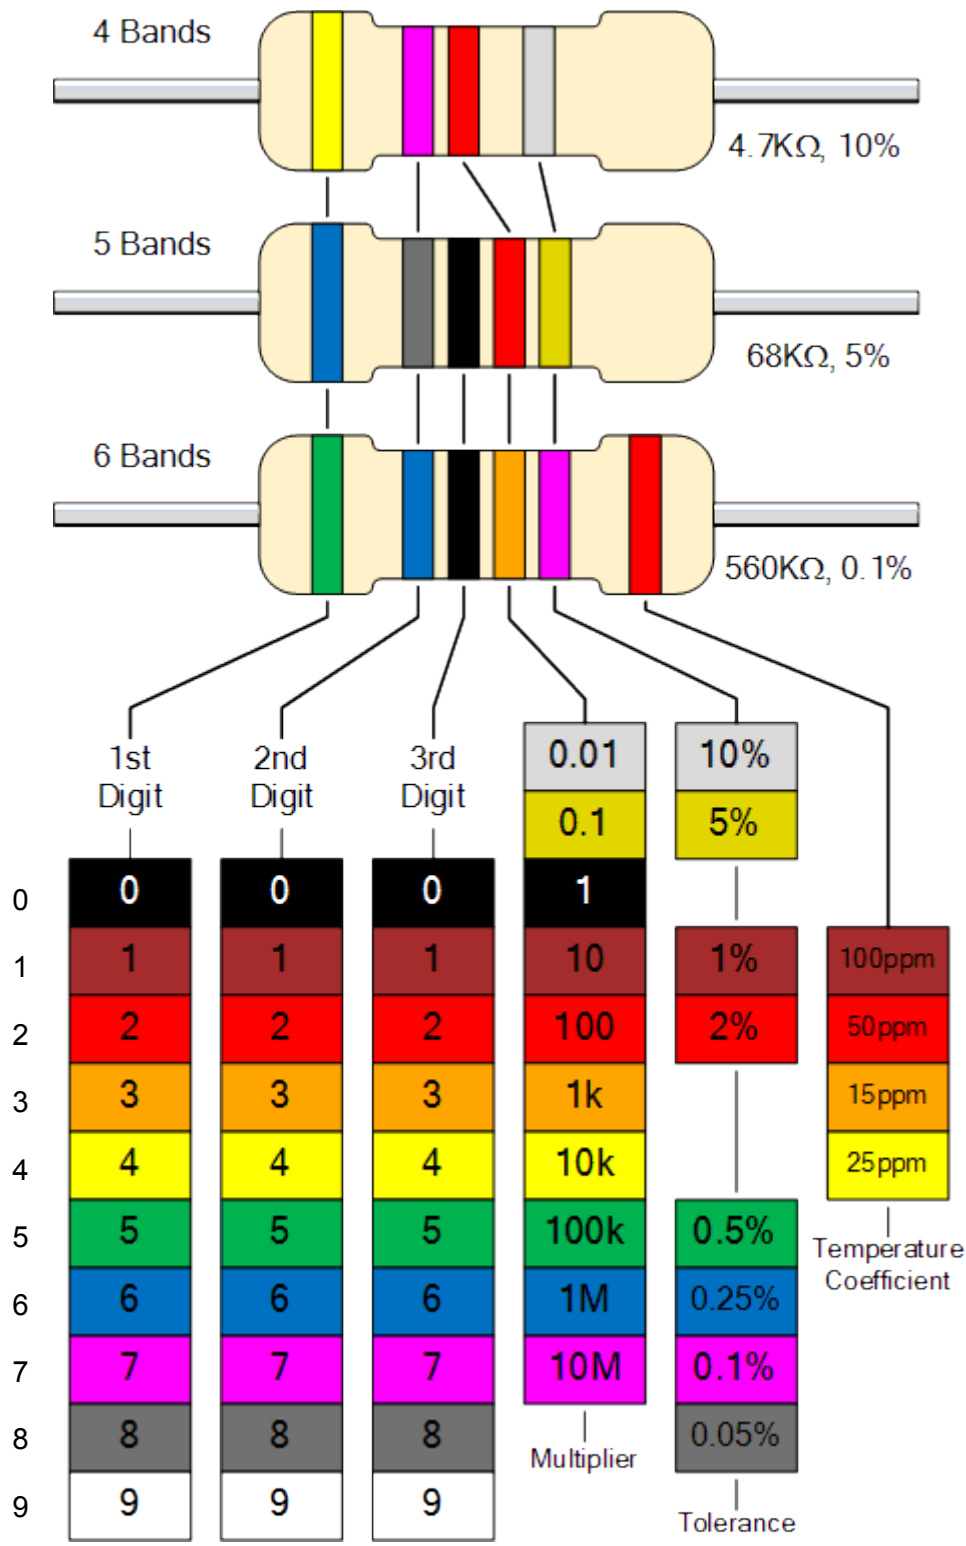 4 Bands
4.7KΩ, 10%
5 Bands
68KΩ, 5%
6 Bands
560KΩ, 0.1%
1st
Digit
2nd
Digit
3rd
Digit
0.01 10%
0.1 5%
0 0 0 0 1
1 1 1 1 10 1% 100ppm
2 2 2 2 100 2% 50ppm
3 3 3 3 1k 15ppm
4 4 4 4 10k 25ppm
5 5 5 5 100k 0.5%
Temperature
Coefficient
6 6 6 6 1M 0.25%
7 7 7 7 10M 0.1%
8 8 8 8 0.05%
Multiplier
9 9 9 9
Tolerance